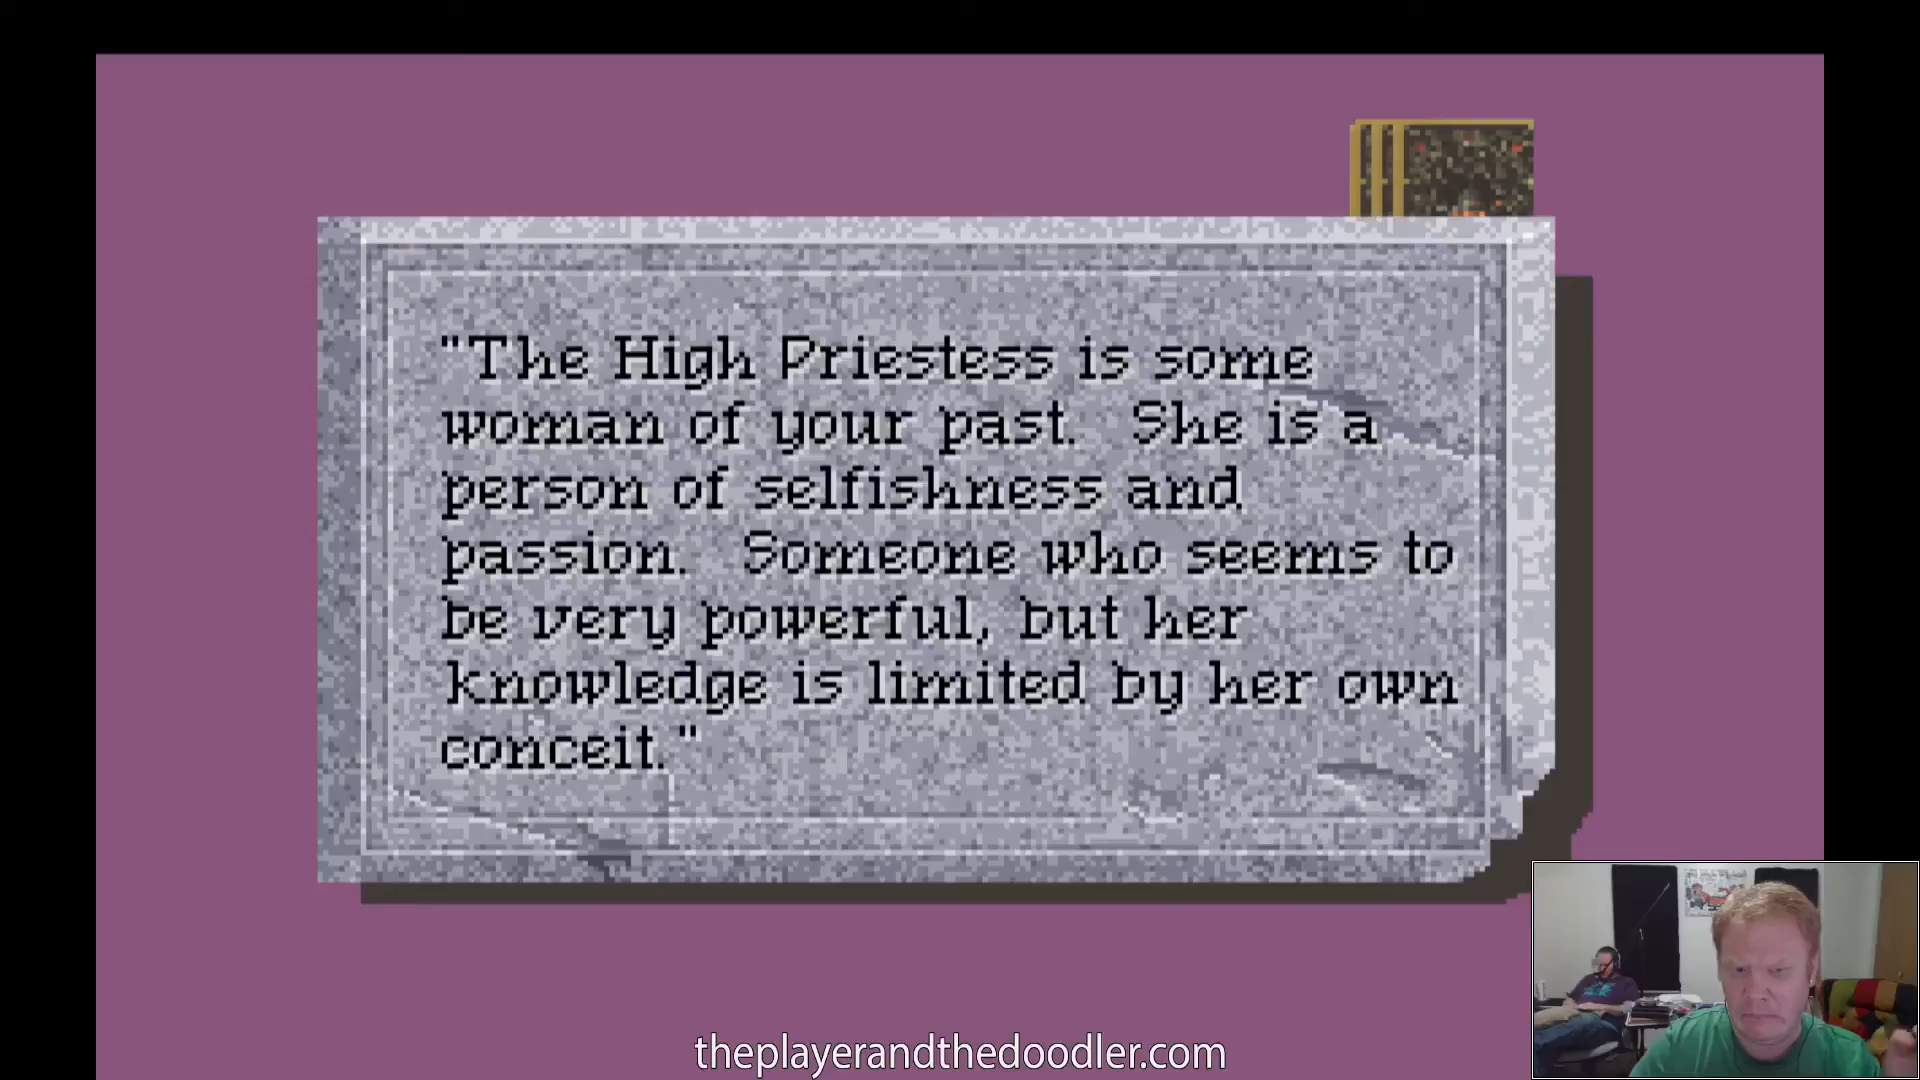 "The High Priestess is some
woman of your past.  She is a
person of selfishness and
passion.  Someone who seems to
be very powerful, but her
knowledge is limited by her own
conceit."
theplayerandthedoodler.com